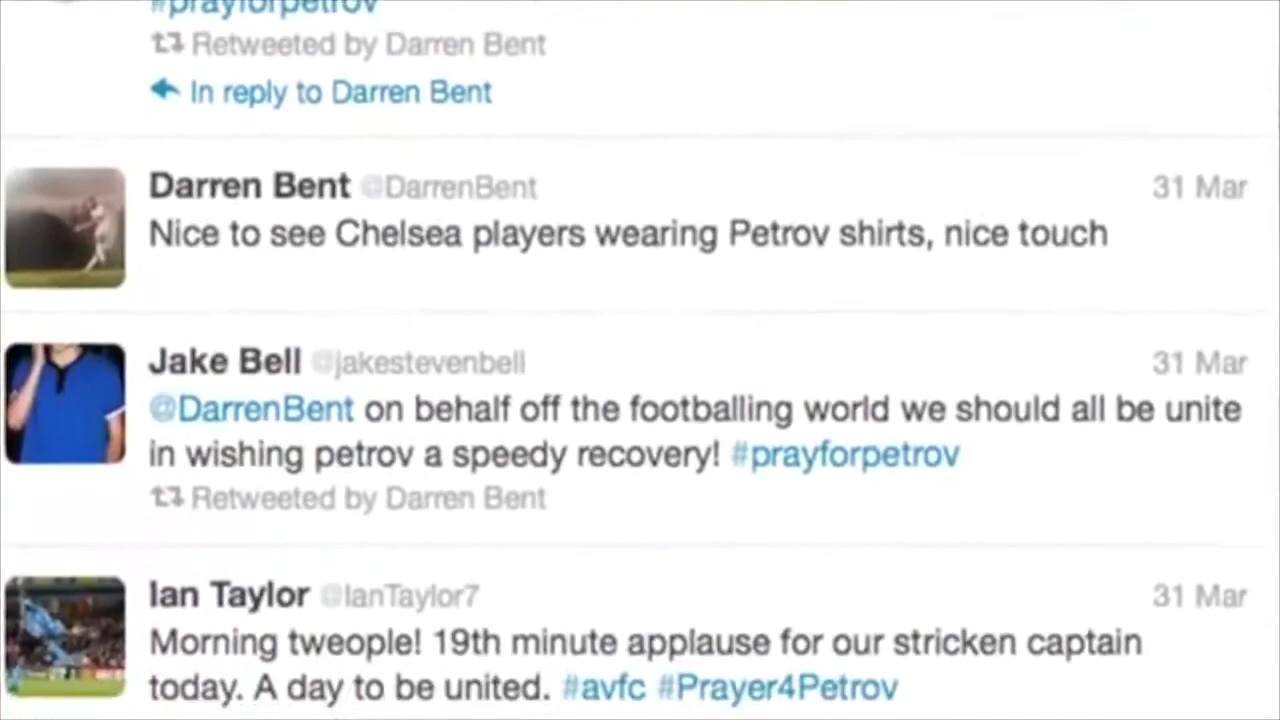 #prayforpetrov
Retweeted by Darren Bent
In reply to Darren Bent
Darren Bent @DarrenBent 31 Mar
Nice to see Chelsea players wearing Petrov shirts, nice touch
Jake Bell @jakestevenbell 31 Mar
@DarrenBent on behalf off the footballing world we should all be unite
in wishing petrov a speedy recovery! #prayforpetrov
Retweeted by Darren Bent
Ian Taylor @IanTaylor7 31 Mar
Morning tweople! 19th minute applause for our stricken captain
today. A day to be united. #avfc #Prayer4Petrov